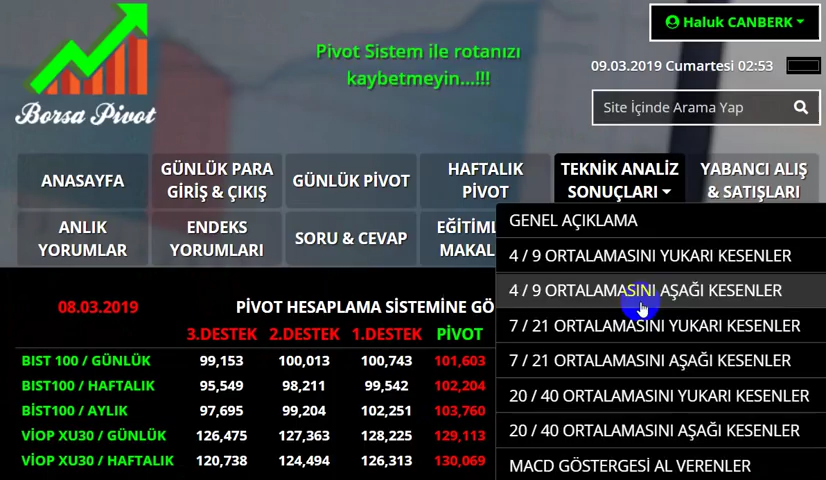 Haluk CANBERK
Pivot Sistem ile rotanızı
kaybetmeyin...!!!
09.03.2019 Cumartesi 02:53
Borsa Pivot
Site İçinde Arama Yap
ANASAYFA
GÜNLÜK PARA
GİRİŞ & ÇIKIŞ
GÜNLÜK PİVOT
HAFTALIK
PİVOT
TEKNİK ANALİZ
SONUÇLARI
YABANCI ALIŞ
& SATIŞLARI
ANLIK
YORUMLAR
ENDEKS
YORUMLARI
SORU & CEVAP
EĞİTİML
MAKAL
GENEL AÇIKLAMA
4 / 9 ORTALAMASINI YUKARI KESENLER
4 / 9 ORTALAMASINI AŞAĞI KESENLER
7 / 21 ORTALAMASINI YUKARI KESENLER
7 / 21 ORTALAMASINI AŞAĞI KESENLER
20 / 40 ORTALAMASINI YUKARI KESENLER
20 / 40 ORTALAMASINI AŞAĞI KESENLER
MACD GÖSTERGESİ AL VERENLER
08.03.2019 PİVOT HESAPLAMA SİSTEMİNE GÖ
3.DESTEK 2.DESTEK 1.DESTEK PİVOT
BIST 100 / GÜNLÜK 99,153 100,013 100,743 101,603
BIST100 / HAFTALIK 95,549 98,211 99,542 102,204
BİST100 / AYLIK 97,695 99,204 102,251 103,760
VİOP XU30 / GÜNLÜK 126,475 127,363 128,225 129,113
VİOP XU30 / HAFTALIK 120,738 124,494 126,313 130,069